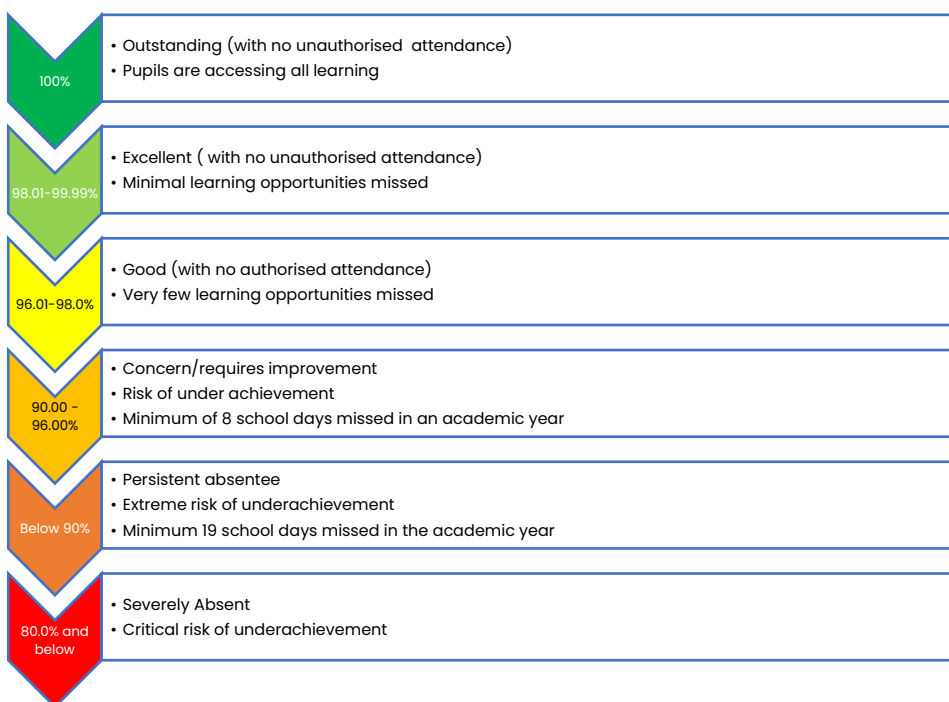 100%
• Outstanding (with no unauthorised  attendance)
• Pupils are accessing all learning
98.01-99.99%
• Excellent ( with no unauthorised attendance)
• Minimal learning opportunities missed
96.01-98.0%
• Good (with no authorised attendance)
• Very few learning opportunities missed
90.00 -
96.00%
• Concern/requires improvement
• Risk of under achievement
• Minimum of 8 school days missed in an academic year
Below 90%
• Persistent absentee
• Extreme risk of underachievement
• Minimum 19 school days missed in the academic year
80.0% and
below
• Severely Absent
• Critical risk of underachievement